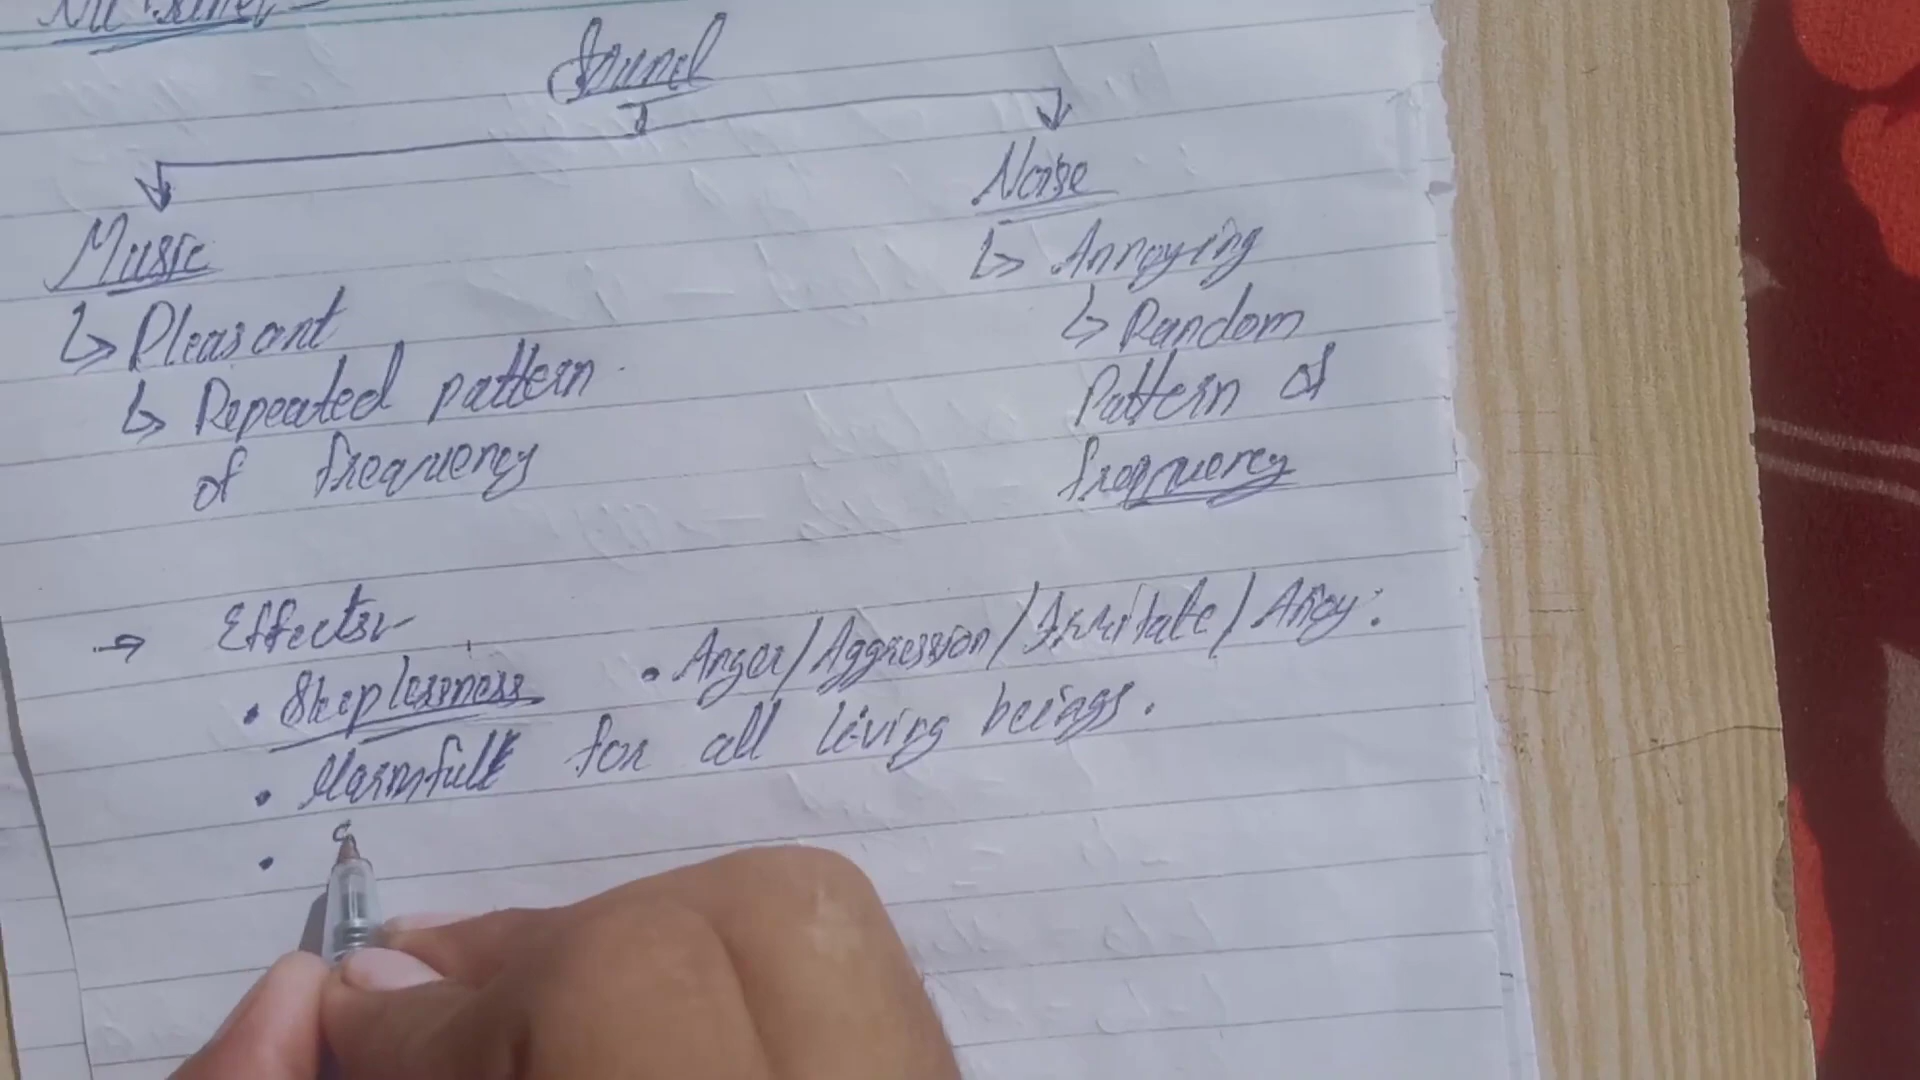 Sound
Noise
Music
↳ Annoying
↳ Pleasant
↳ Random
↳ Repeated pattern
Pattern of
of frequency
frequency
→ Effects
• Sleeplessness • Anger/Aggression/Irritate/
• Harmfull for all living beings.
•